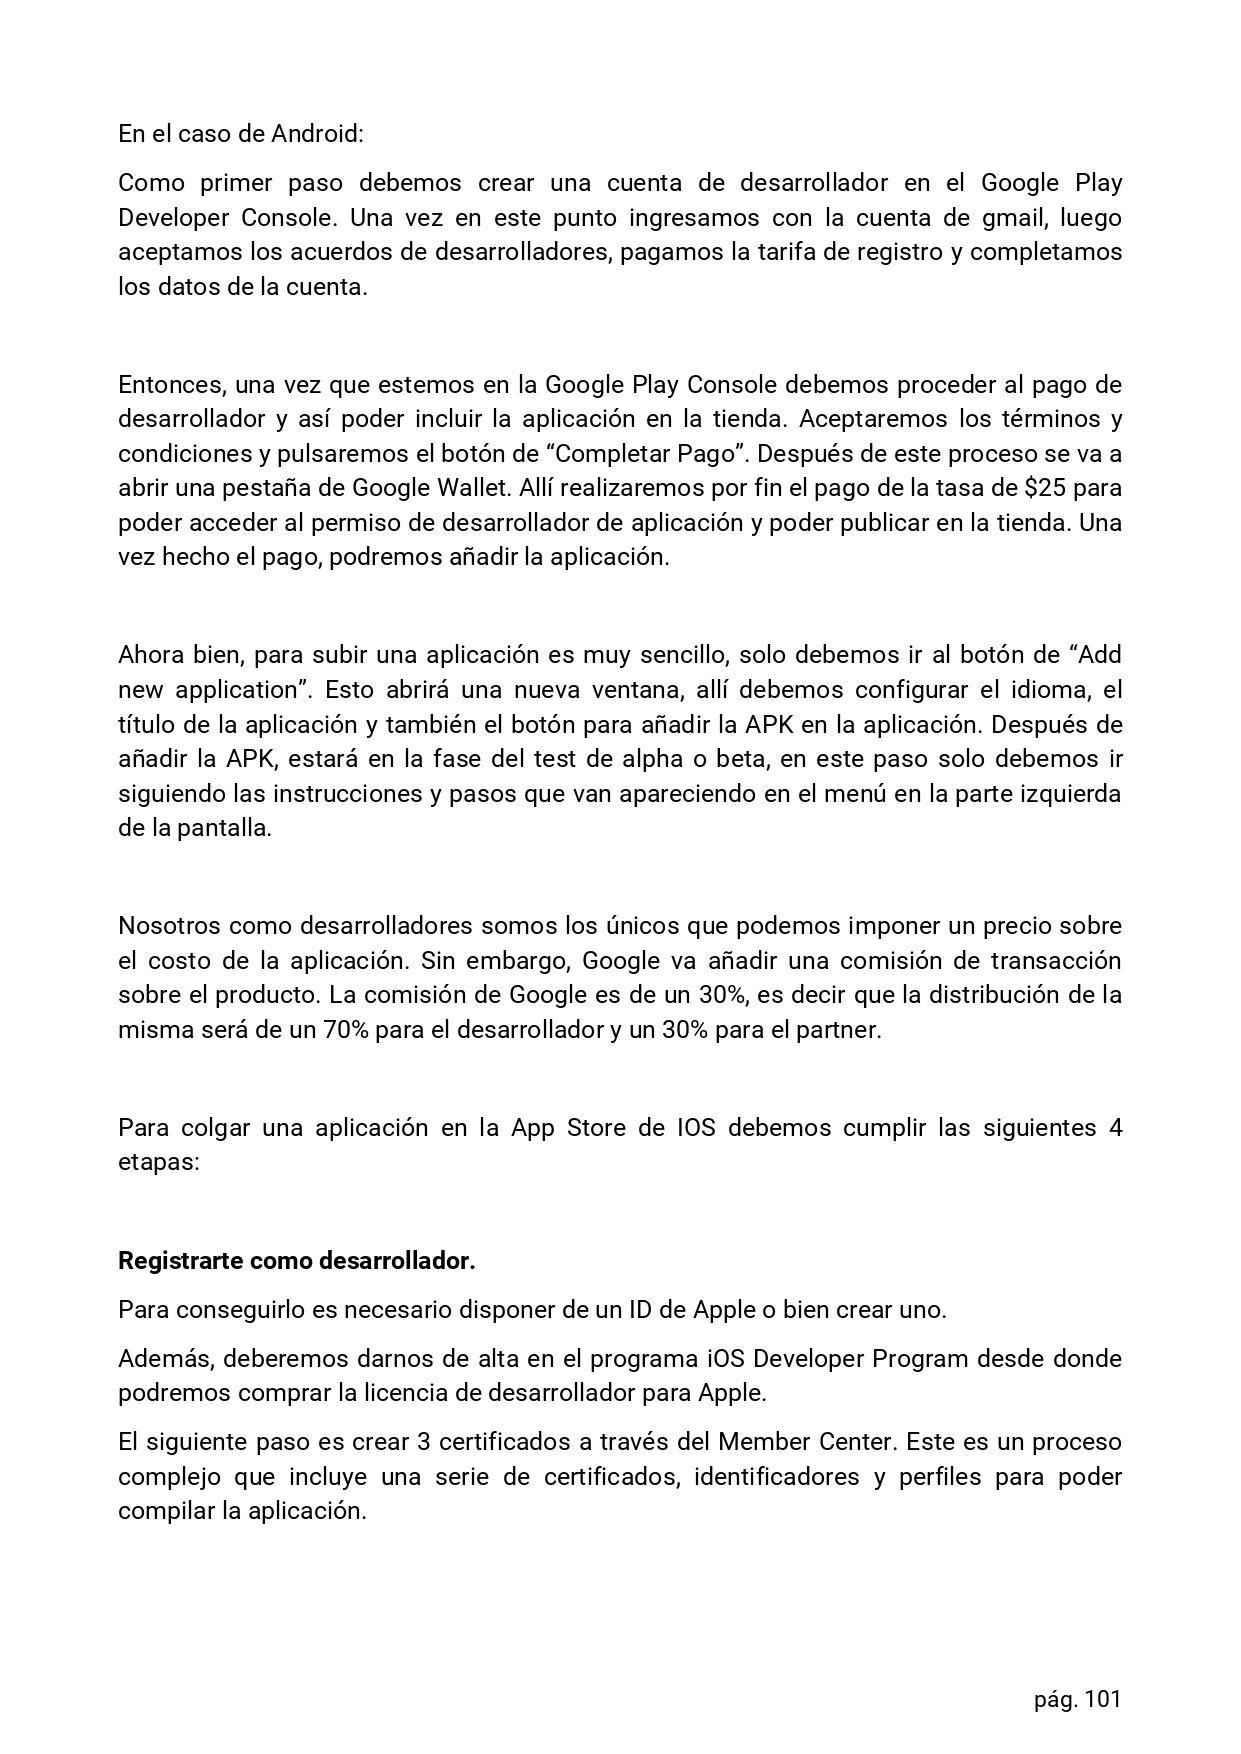 En el caso de Android:
Como primer paso debemos crear una cuenta de desarrollador en el Google Play
Developer Console. Una vez en este punto ingresamos con la cuenta de gmail, luego
aceptamos los acuerdos de desarrolladores, pagamos la tarifa de registro y completamos
los datos de la cuenta.
Entonces, una vez que estemos en la Google Play Console debemos proceder al pago de
desarrollador y así poder incluir la aplicación en la tienda. Aceptaremos los términos y
condiciones y pulsaremos el botón de “Completar Pago”. Después de este proceso se va a
abrir una pestaña de Google Wallet. Allí realizaremos por fin el pago de la tasa de $25 para
poder acceder al permiso de desarrollador de aplicación y poder publicar en la tienda. Una
vez hecho el pago, podremos añadir la aplicación.
Ahora bien, para subir una aplicación es muy sencillo, solo debemos ir al botón de “Add
new application”. Esto abrirá una nueva ventana, allí debemos configurar el idioma, el
título de la aplicación y también el botón para añadir la APK en la aplicación. Después de
añadir la APK, estará en la fase del test de alpha o beta, en este paso solo debemos ir
siguiendo las instrucciones y pasos que van apareciendo en el menú en la parte izquierda
de la pantalla.
Nosotros como desarrolladores somos los únicos que podemos imponer un precio sobre
el costo de la aplicación. Sin embargo, Google va añadir una comisión de transacción
sobre el producto. La comisión de Google es de un 30%, es decir que la distribución de la
misma será de un 70% para el desarrollador y un 30% para el partner.
Para colgar una aplicación en la App Store de IOS debemos cumplir las siguientes 4
etapas:
Registrarte como desarrollador.
Para conseguirlo es necesario disponer de un ID de Apple o bien crear uno.
Además, deberemos darnos de alta en el programa iOS Developer Program desde donde
podremos comprar la licencia de desarrollador para Apple.
El siguiente paso es crear 3 certificados a través del Member Center. Este es un proceso
complejo que incluye una serie de certificados, identificadores y perfiles para poder
compilar la aplicación.
pág. 101